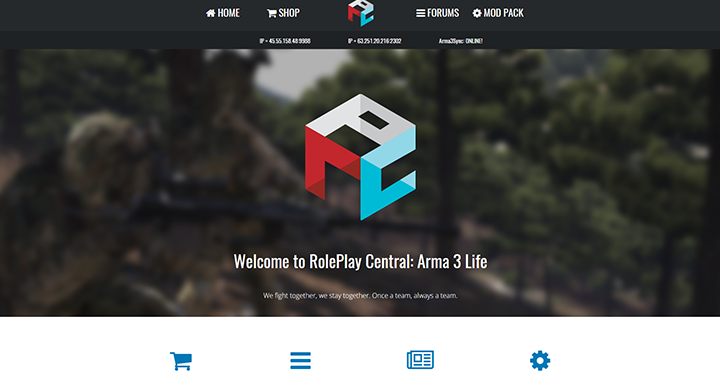 HOME SHOP FORUMS MOD PACK
IP = 45.55.158.48:9988 IP = 63.251.20.216:2302 Arma3Sync: ONLINE!
Welcome to RolePlay Central: Arma 3 Life
We fight together, we stay together. Once a team, always a team.